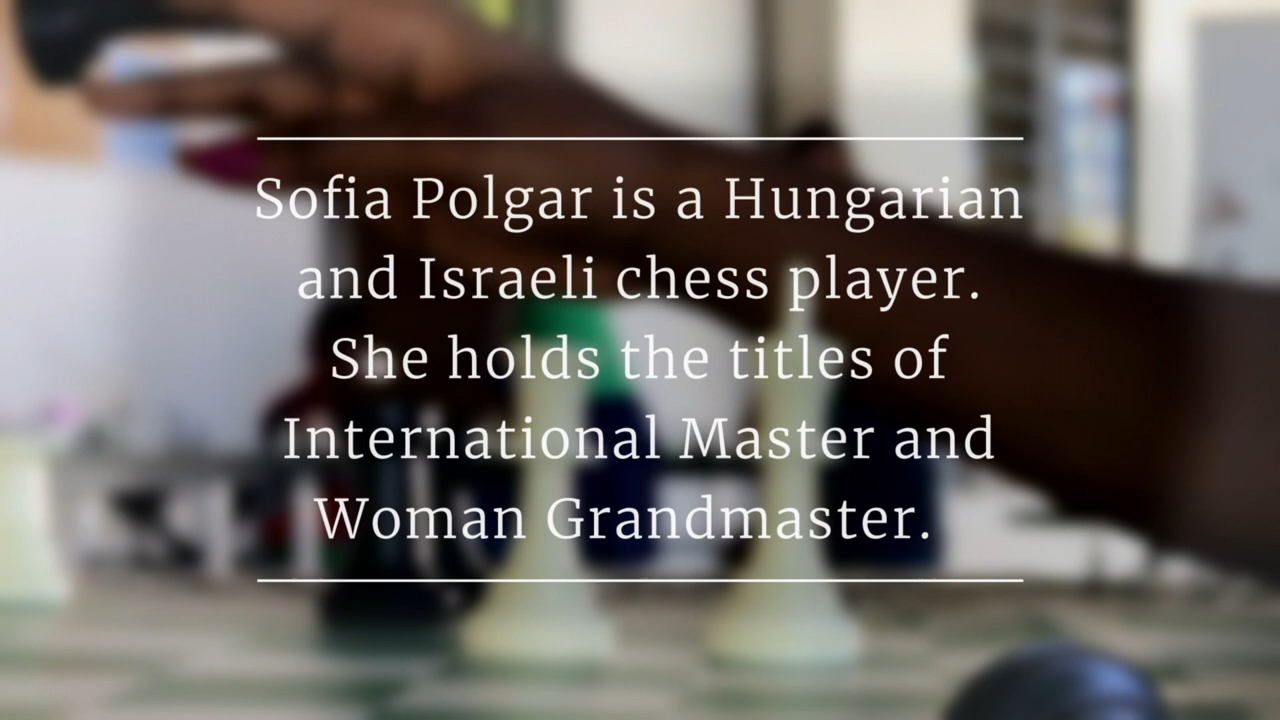 Sofia Polgar is a Hungarian
and Israeli chess player.
She holds the titles of
International Master and
Woman Grandmaster.